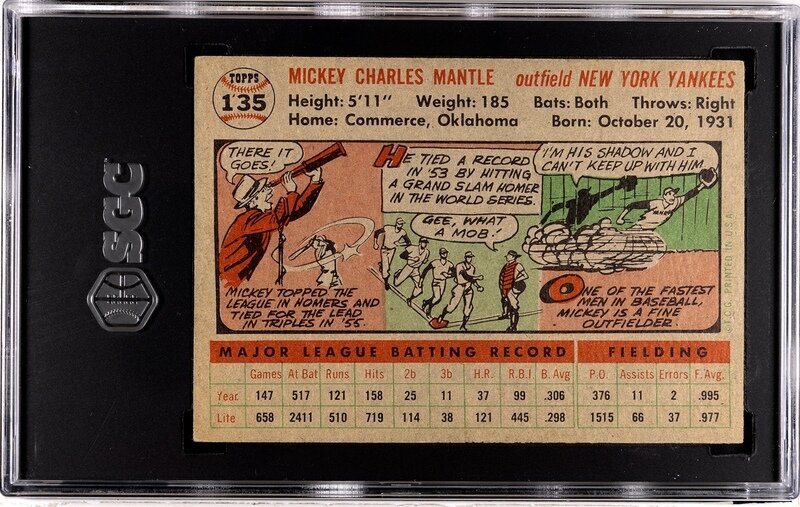 SGC
TOPPS
135
MICKEY CHARLES MANTLE outfield NEW YORK YANKEES
Height: 5'11" Weight: 185 Bats: Both Throws: Right
Home: Commerce, Oklahoma Born: October 20, 1931
THERE IT
GOES!
MICKEY TOPPED THE
LEAGUE IN HOMERS AND
TIED FOR THE LEAD
IN TRIPLES IN '55.
HE TIED A RECORD
IN '53 BY HITTING
A GRAND SLAM HOMER
IN THE WORLD SERIES.
GEE, WHAT
A MOB!
I'M HIS SHADOW AND I
CAN'T KEEP UP WITH HIM
ONE OF THE FASTEST
MEN IN BASEBALL,
MICKEY IS A FINE
OUTFIELDER.
©T.C.G. PRINTED IN U.S.A.
MAJOR LEAGUE BATTING RECORD FIELDING
Games At Bat Runs Hits 2b 3b H.R. R.B.I B. Avg P.O. Assists Errors F. Avg.
Year 147 517 121 158 25 11 37 99 .306 376 11 2 .995
Life 658 2411 510 719 114 38 121 445 .298 1515 66 37 .977